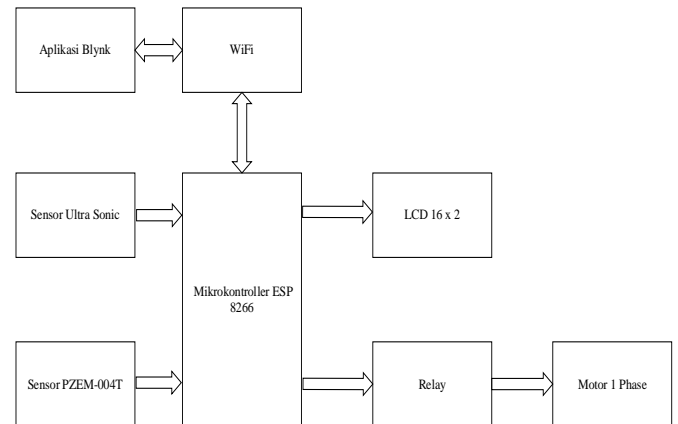 Aplikasi Blynk
WiFi
Sensor Ultra Sonic
LCD 16 x 2
Mikrokontroller ESP
8266
Sensor PZEM-004T
Relay
Motor 1 Phase